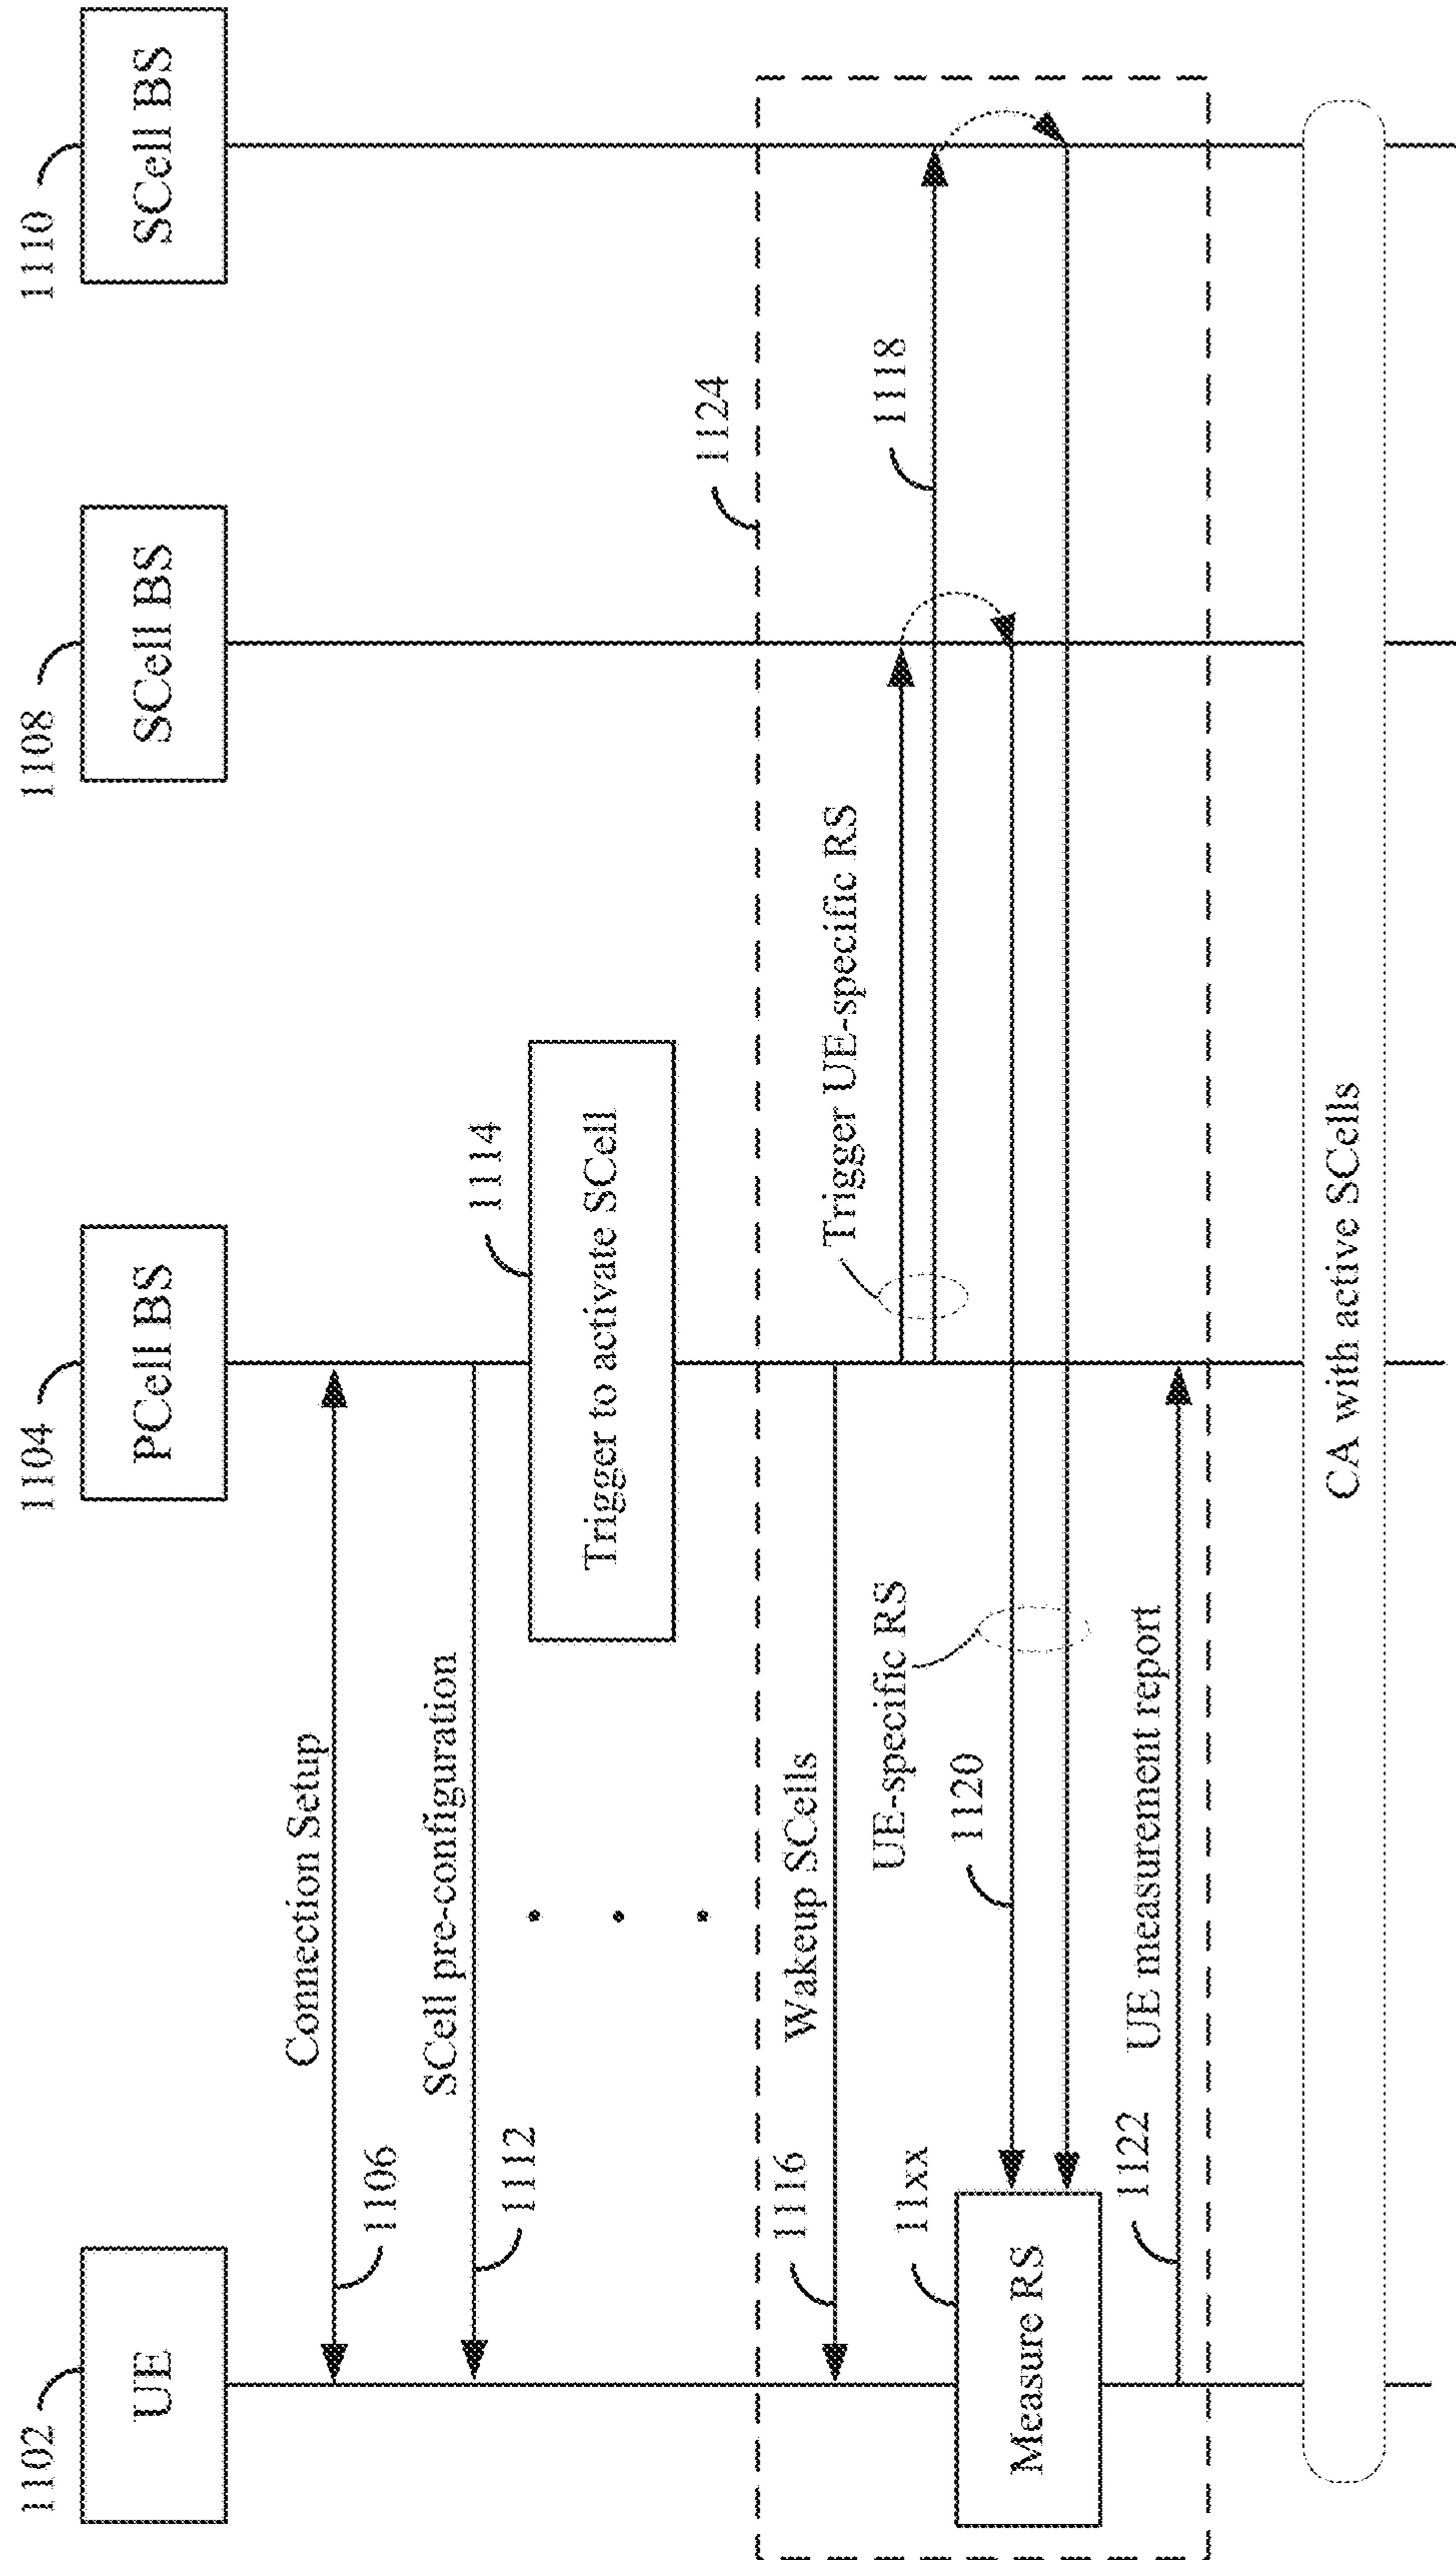 1102
UE
1104
PCell BS
1108
SCell BS
1110
SCell BS
Connection Setup
1106
SCell pre-configuration
1112
1114
Trigger to activate SCell
1124
1116
Wakeup SCells
Trigger UE-specific RS
1118
11xx
Measure RS
UE-specific RS
1120
1122
UE measurement report
CA with active SCells